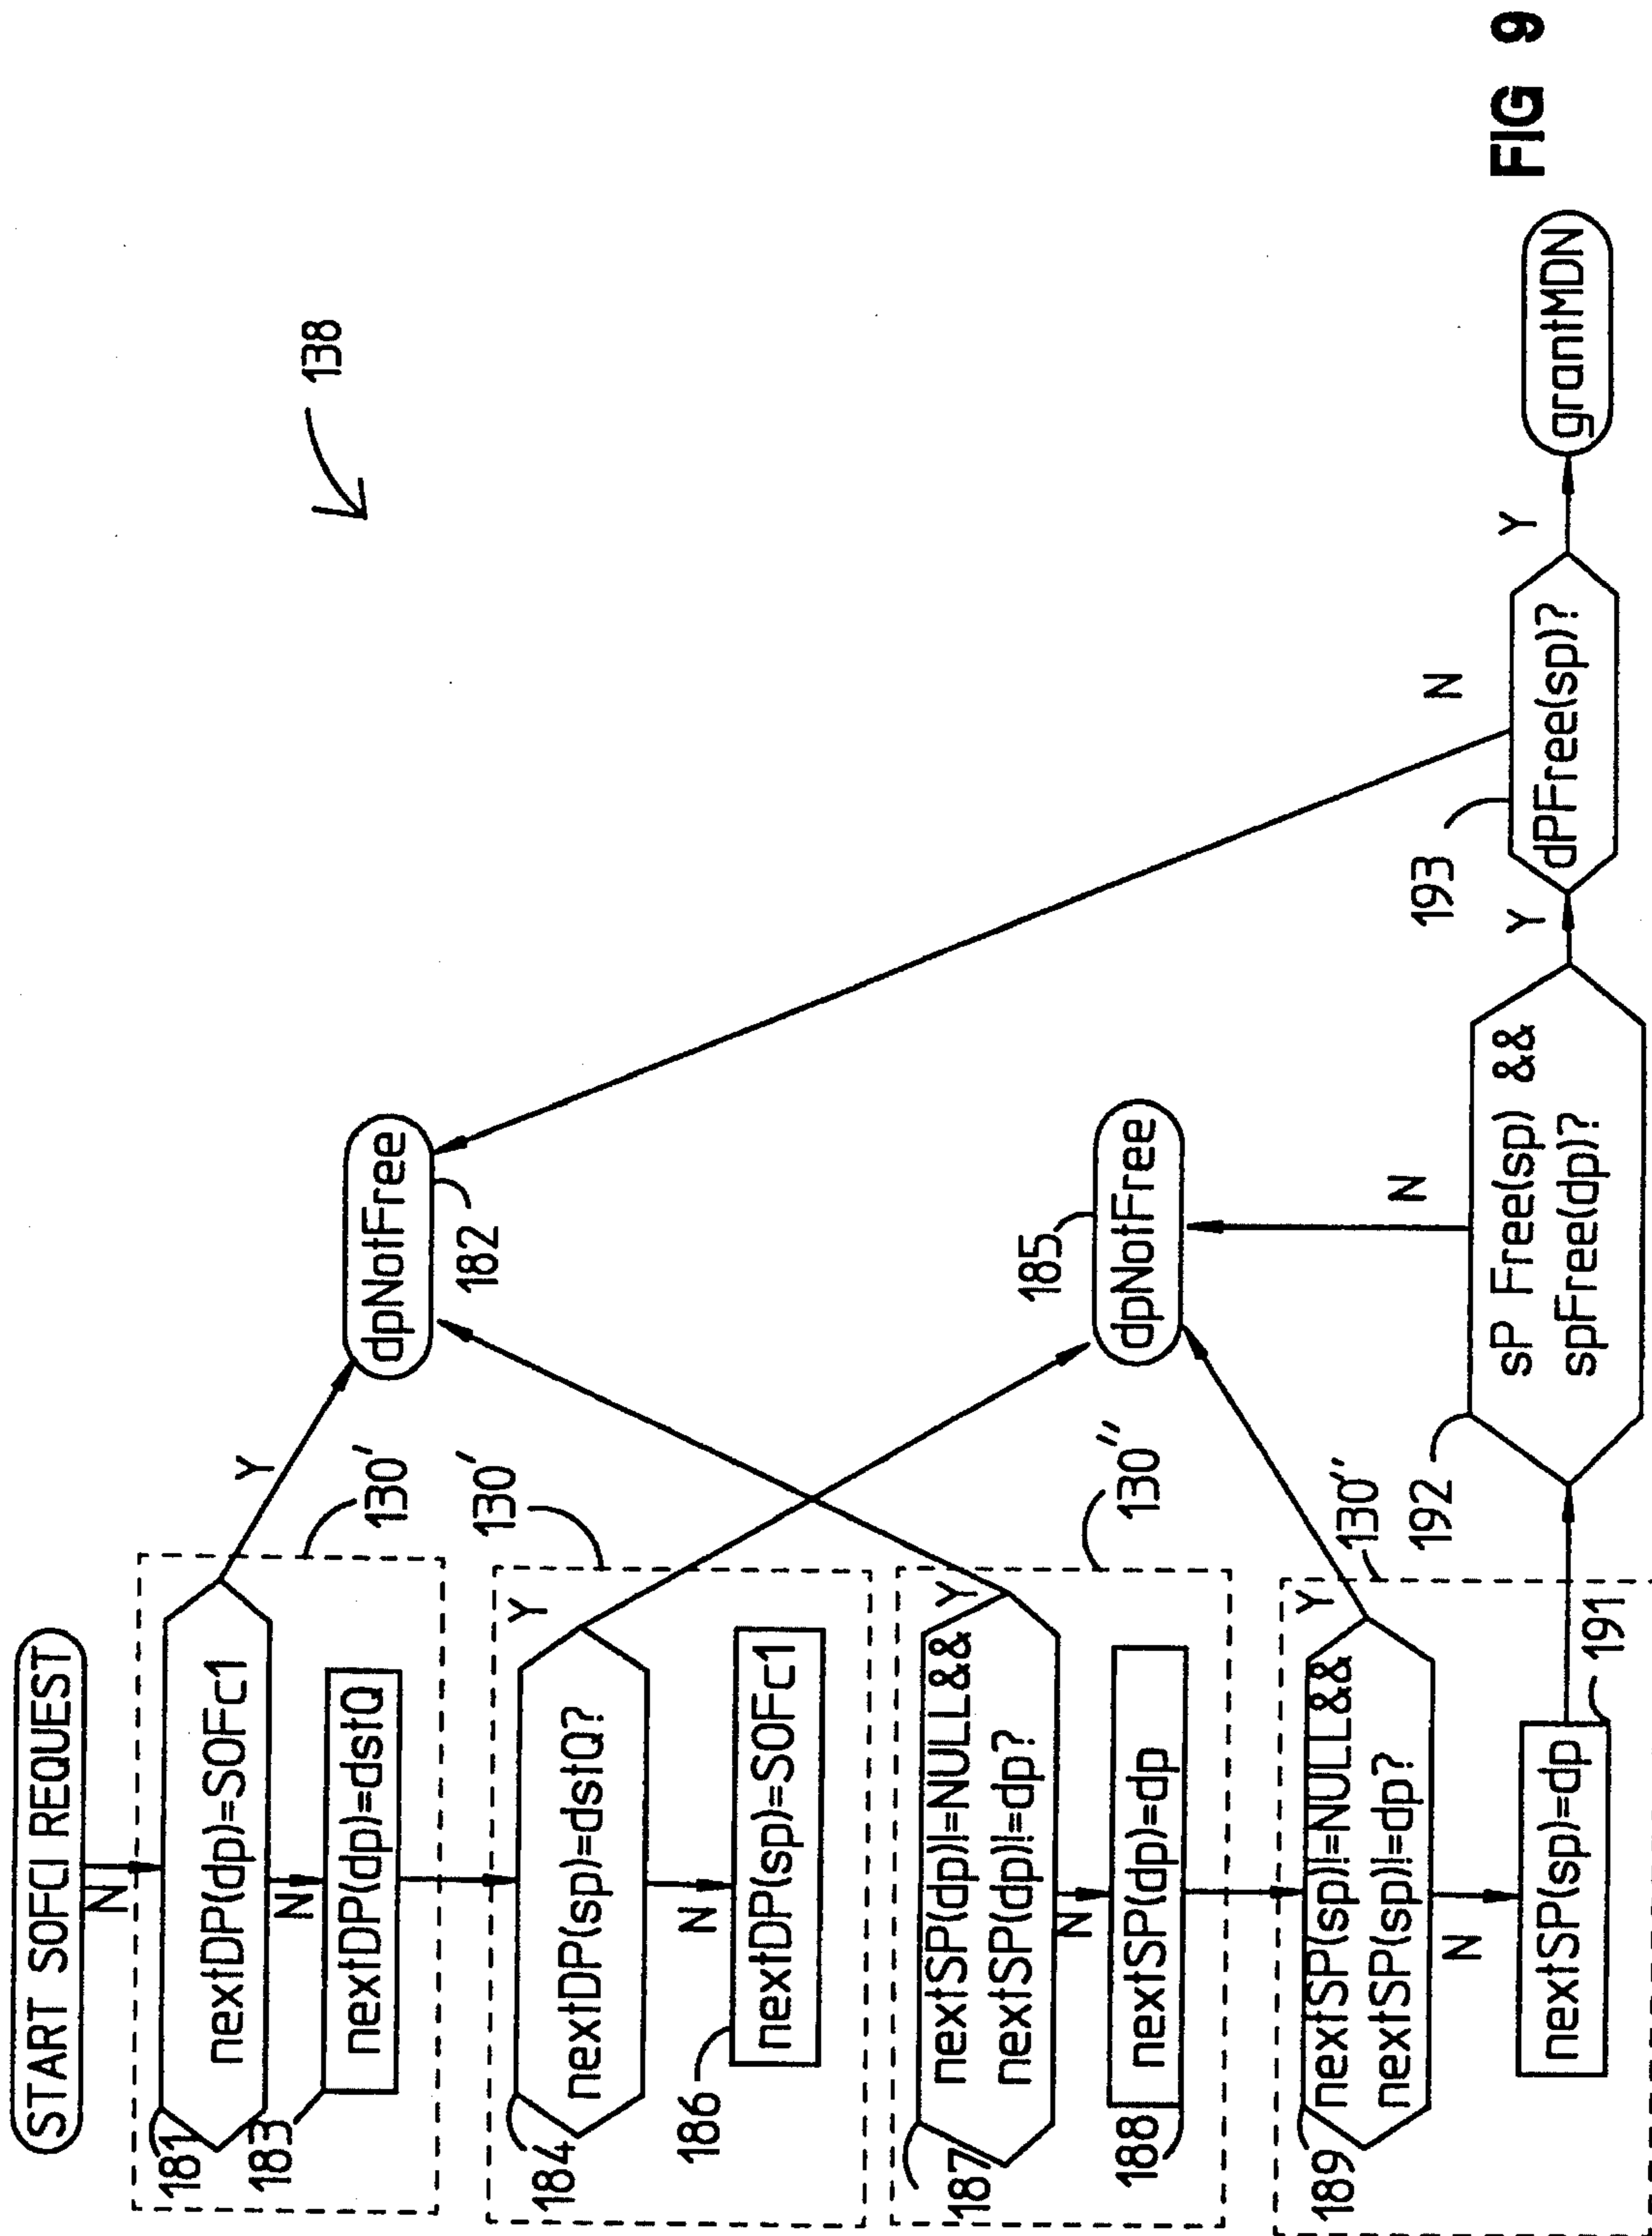 START SOFCI REQUEST
N
181
nextDP(dp)=SOFc1
Y
N
183
nextDP(dp)=dstQ
130'
dpNotFree
182
138
184
nextDP(sp)=dstQ?
Y
130'
N
186
nextDP(sp)=SOFc1
187
nextSP(dp)!=NULL&&
nextSP(dp)!=dp?
Y
130''
N
188
nextSP(dp)=dp
185
dpNotFree
189
nextSP(sp)!=NULL&&
nextSP(sp)!=dp?
Y
130''
N
nextSP(sp)=dp
191
192
sP Free(sp) &&
spFree(dp)?
N
Y
193
dPFree(sp)?
N
Y
grantMDN
FIG 9